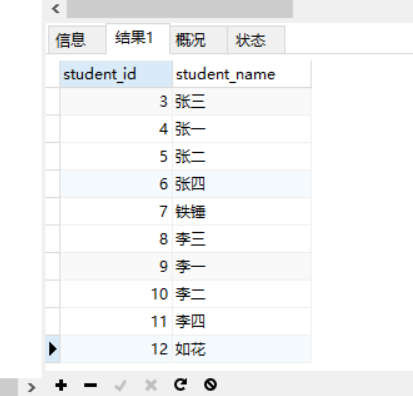 信息 结果1 概况 状态
student_id student_name
3 张三
4 张一
5 张二
6 张四
7 铁锤
8 李三
9 李一
10 李二
11 李四
12 如花